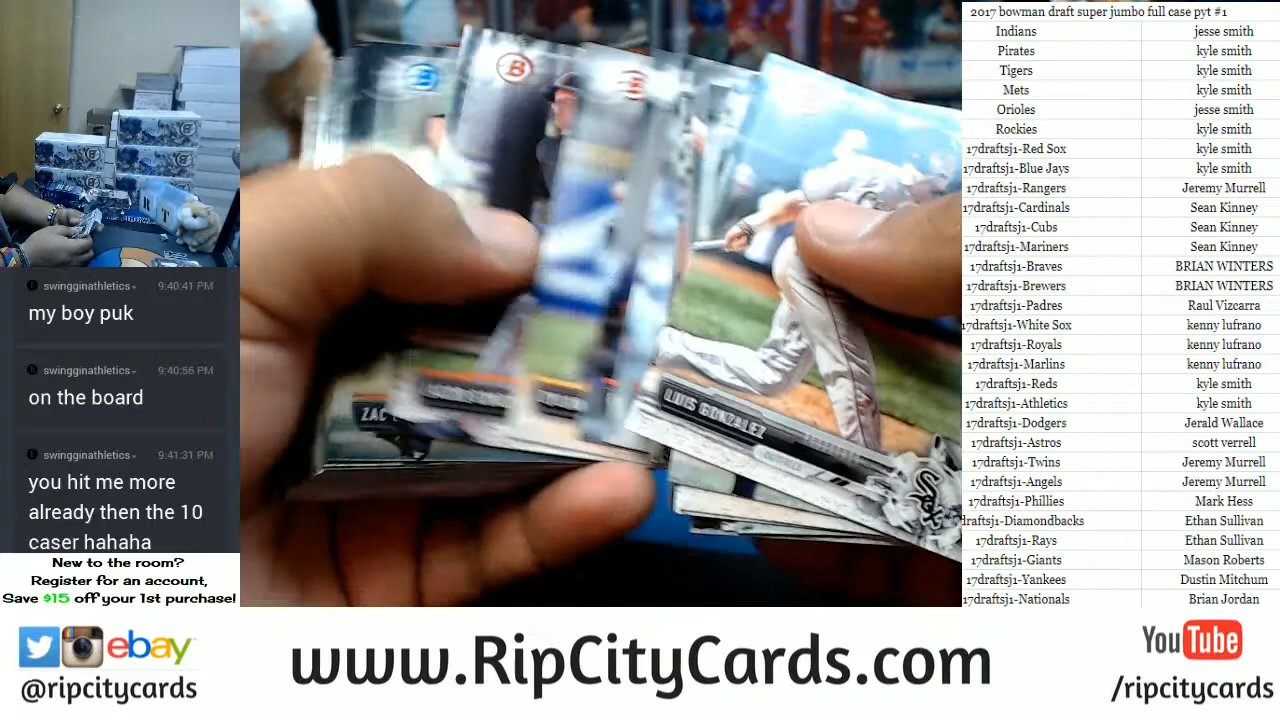 swingginathletics 9:40:41 PM
my boy puk
swingginathletics 9:40:56 PM
on the board
swingginathletics 9:41:31 PM
you hit me more
already then the 10
caser hahaha
New to the room?
Register for an account,
Save $15 off your 1st purchase!
B
B
B
ZAC
LUIS GONZALEZ
OUTFIELD
Sox
2017 bowman draft super jumbo full case pyt #1
Indians jesse smith
Pirates kyle smith
Tigers kyle smith
Mets kyle smith
Orioles jesse smith
Rockies kyle smith
17draftsj1-Red Sox kyle smith
17draftsj1-Blue Jays kyle smith
17draftsj1-Rangers Jeremy Murrell
17draftsj1-Cardinals Sean Kinney
17draftsj1-Cubs Sean Kinney
17draftsj1-Mariners Sean Kinney
17draftsj1-Braves BRIAN WINTERS
17draftsj1-Brewers BRIAN WINTERS
17draftsj1-Padres Raul Vizcarra
17draftsj1-White Sox kenny lufrano
17draftsj1-Royals kenny lufrano
17draftsj1-Marlins kenny lufrano
17draftsj1-Reds kyle smith
17draftsj1-Athletics kyle smith
17draftsj1-Dodgers Jerald Wallace
17draftsj1-Astros scott verrell
17draftsj1-Twins Jeremy Murrell
17draftsj1-Angels Jeremy Murrell
17draftsj1-Phillies Mark Hess
draftsj1-Diamondbacks Ethan Sullivan
17draftsj1-Rays Ethan Sullivan
17draftsj1-Giants Mason Roberts
17draftsj1-Yankees Dustin Mitchum
17draftsj1-Nationals Brian Jordan
ebay
@ripcitycards
www.RipCityCards.com
YouTube
/ripcitycards